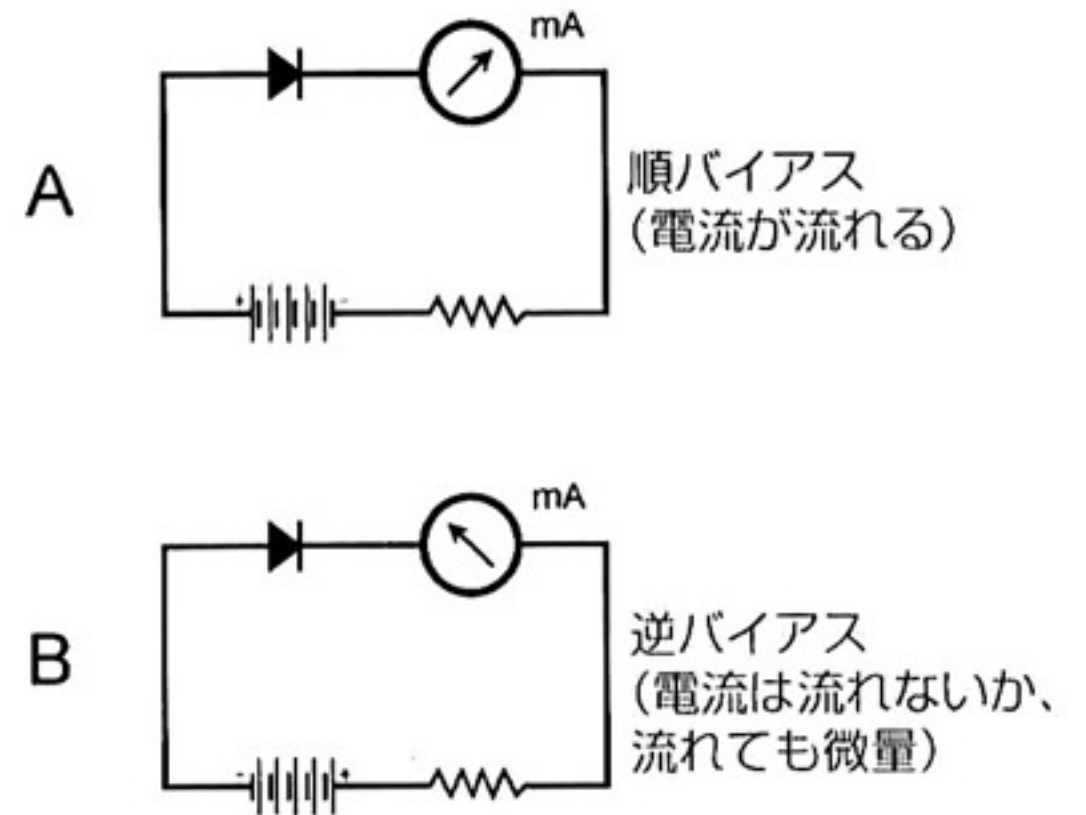 mA
A
順バイアス
(電流が流れる)
+ -
mA
B
逆バイアス
(電流は流れないか、
流れても微量)
- +